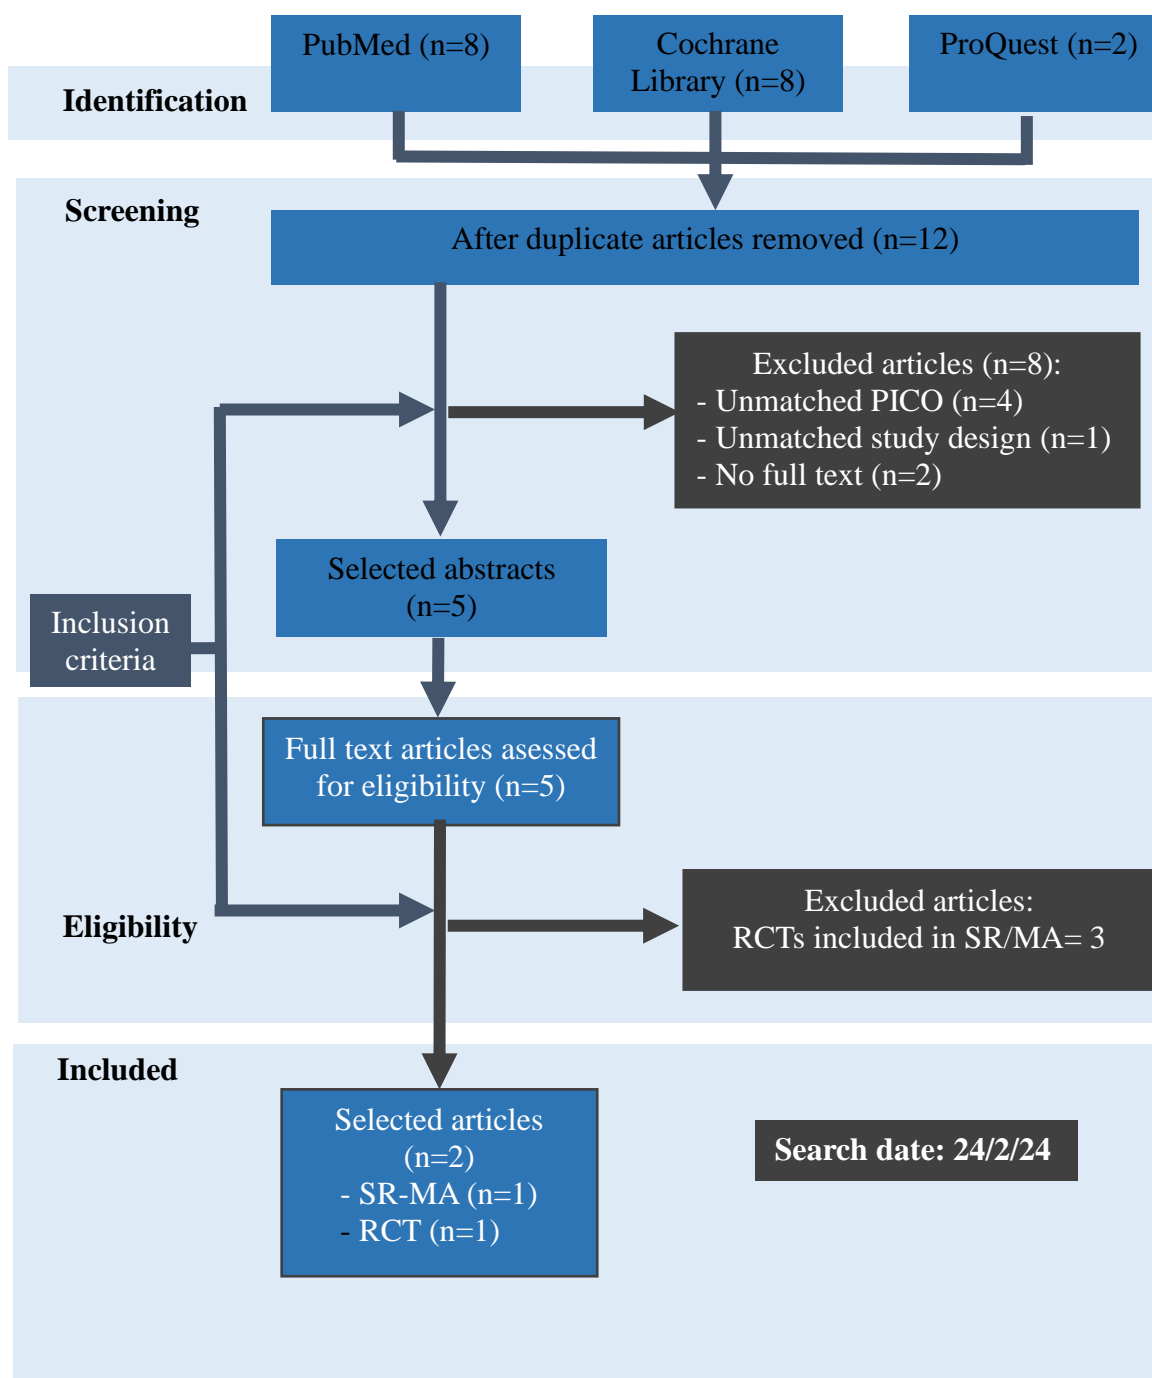 PubMed (n=8)
Cochrane
Library (n=8)
ProQuest (n=2)
Identification
Screening
After duplicate articles removed (n=12)
Excluded articles (n=8):
- Unmatched PICO (n=4)
- Unmatched study design (n=1)
- No full text (n=2)
Selected abstracts
(n=5)
Inclusion
criteria
Full text articles asessed
for eligibility (n=5)
Eligibility
Excluded articles:
RCTs included in SR/MA= 3
Included
Selected articles
(n=2)
- SR-MA (n=1)
- RCT (n=1)
Search date: 24/2/24